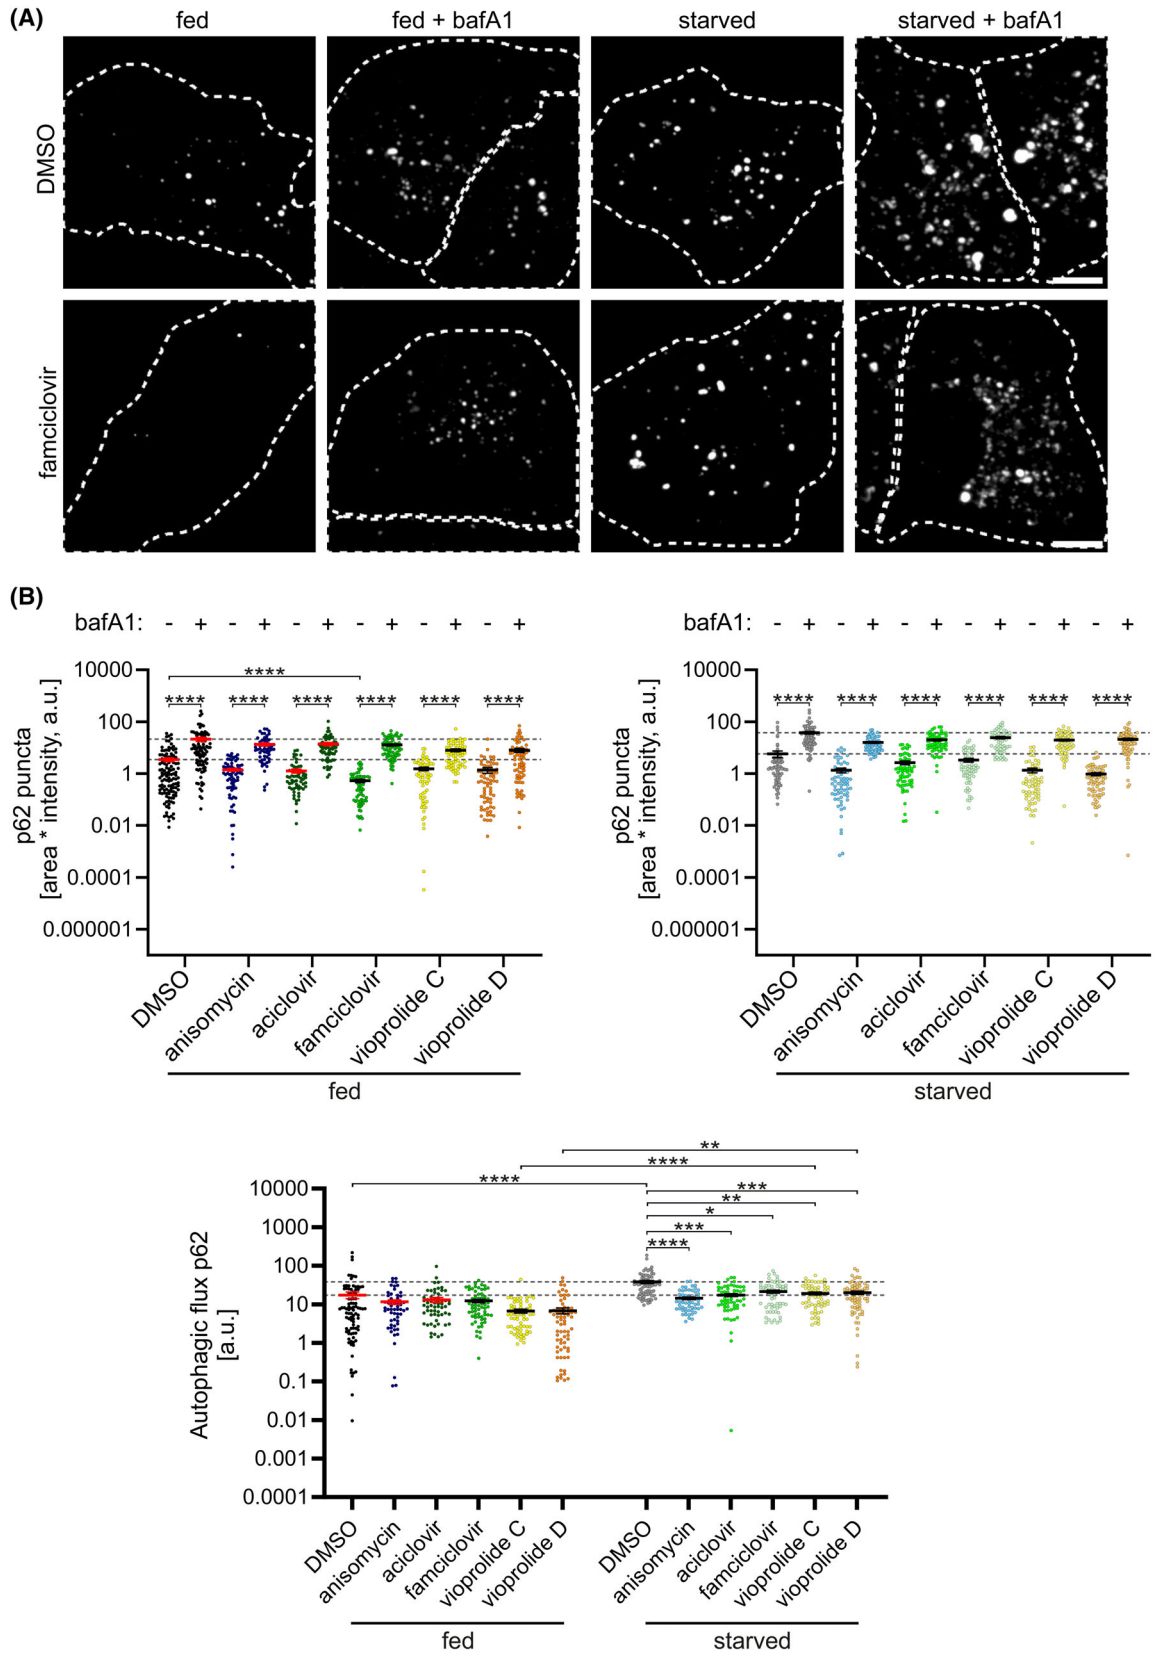 (A)
fed
fed + bafA1
starved
starved + bafA1
DMSO
famciclovir
(B)
bafA1: - + - + - + - + - + - +
p62 puncta
[area * intensity, a.u.]
10000
100
1
0.01
0.0001
0.000001
****
**** **** **** **** **** ****
DMSO
anisomycin
aciclovir
famciclovir
vioprolide C
vioprolide D
fed
bafA1: - + - + - + - + - + - +
p62 puncta
[area * intensity, a.u.]
10000
100
1
0.01
0.0001
0.000001
**** **** **** **** **** ****
DMSO
anisomycin
aciclovir
famciclovir
vioprolide C
vioprolide D
starved
Autophagic flux p62
[a.u.]
10000
1000
100
10
1
0.1
0.01
0.001
0.0001
**
****
****
***
**
*
***
****
DMSO
anisomycin
aciclovir
famciclovir
vioprolide C
vioprolide D
fed
DMSO
anisomycin
aciclovir
famciclovir
vioprolide C
vioprolide D
starved